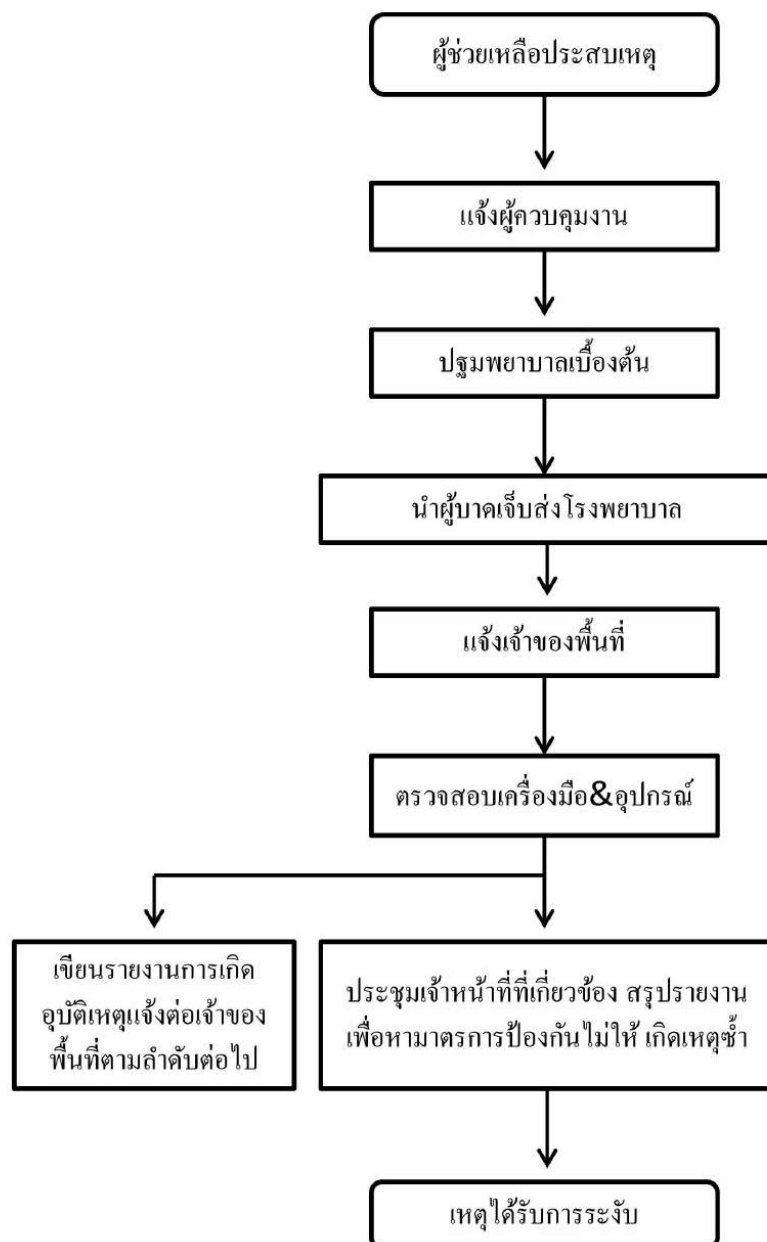 ผู้ช่วยเหลือประสบเหตุ
แจ้งผู้ควบคุมงาน
ปฐมพยาบาลเบื้องต้น
นำผู้บาดเจ็บส่งโรงพยาบาล
แจ้งเจ้าของพื้นที่
ตรวจสอบเครื่องมือ&อุปกรณ์
เขียนรายงานการเกิด
อุบัติเหตุแจ้งต่อเจ้าของ
พื้นที่ตามลำดับต่อไป
ประชุมเจ้าหน้าที่ที่เกี่ยวข้อง สรุปรายงาน
เพื่อหามาตรการป้องกันไม่ให้ เกิดเหตุซ้ำ
เหตุได้รับการระงับ